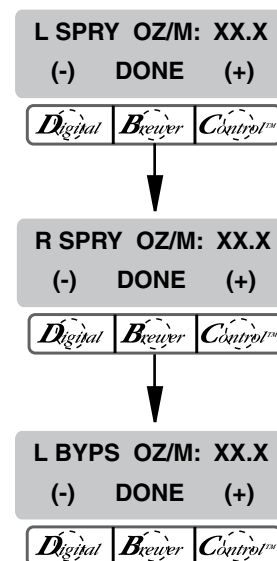 L SPRY OZ/M: XX.X
(-) DONE (+)
Digital Brewer Control™
R SPRY OZ/M: XX.X
(-) DONE (+)
Digital Brewer Control™
L BYPS OZ/M: XX.X
(-) DONE (+)
Digital Brewer Control™